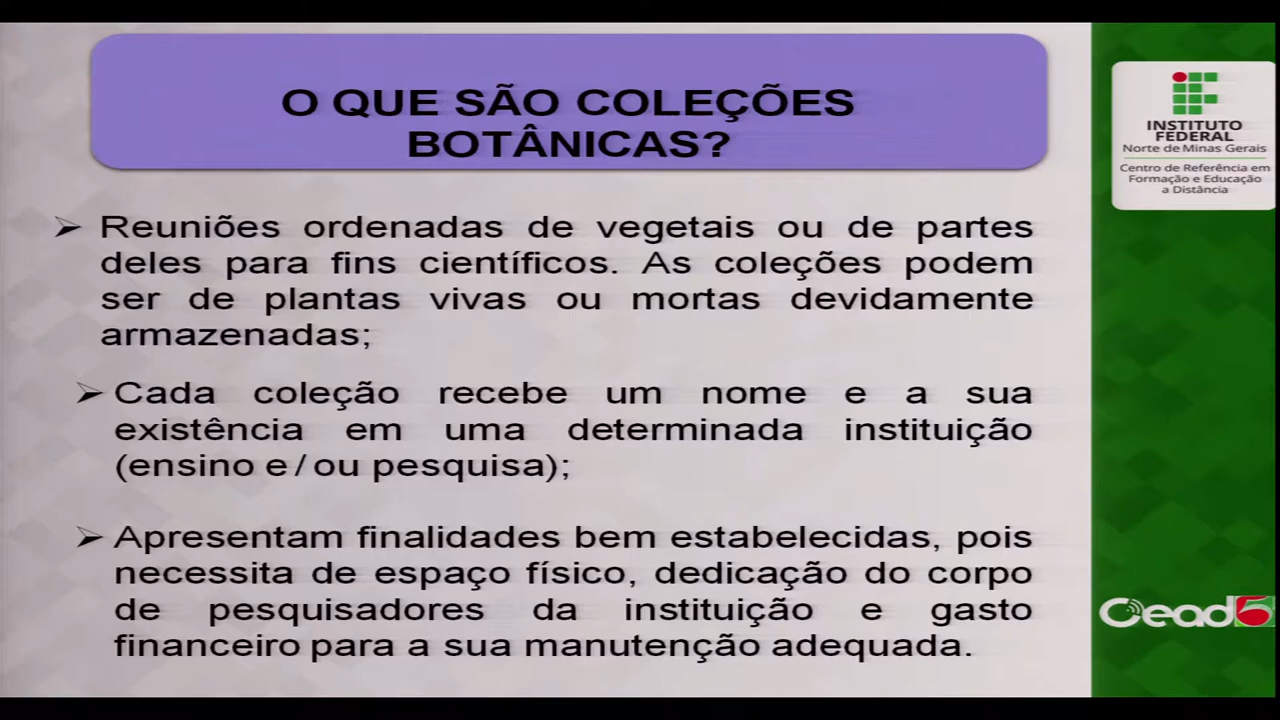 O QUE SÃO COLEÇÕES
BOTÂNICAS?
➢ Reuniões ordenadas de vegetais ou de partes
deles para fins científicos. As coleções podem
ser de plantas vivas ou mortas devidamente
armazenadas;
➢ Cada coleção recebe um nome e a sua
existência em uma determinada instituição
(ensino e / ou pesquisa);
➢ Apresentam finalidades bem estabelecidas, pois
necessita de espaço físico, dedicação do corpo
de pesquisadores da instituição e gasto
financeiro para a sua manutenção adequada.
INSTITUTO
FEDERAL
Norte de Minas Gerais
Centro de Referência em
Formação e Educação
a Distância
Cead5